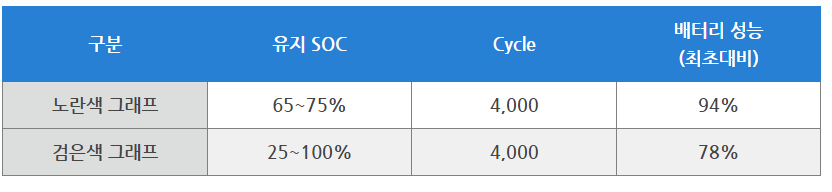 구분 유지 SOC Cycle 배터리 성능
(최초대비)
노란색 그래프 65~75% 4,000 94%
검은색 그래프 25~100% 4,000 78%